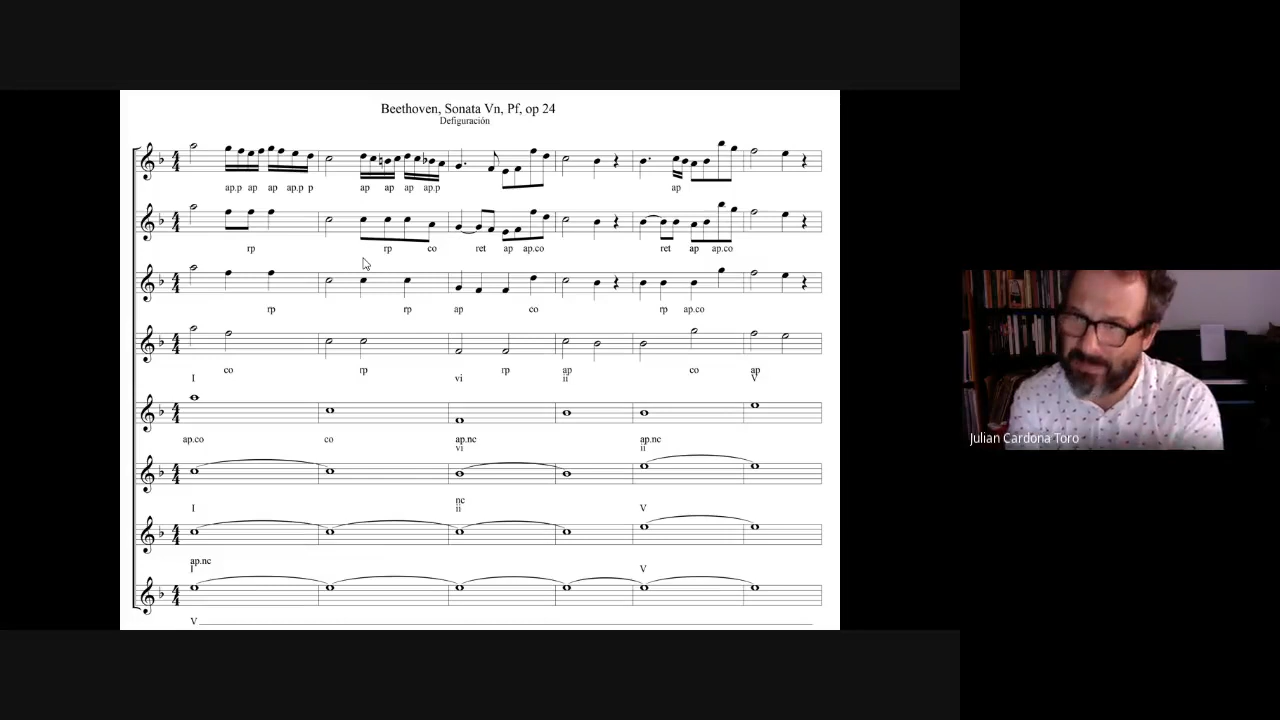 Beethoven, Sonata Vn, Pf, op 24
Defiguración
ap.p ap ap ap.p p ap ap ap ap.p ap
rp rp co ret ap ap.co ret ap ap.co
rp rp ap co rp ap.co
co rp rp ap co ap
I vi ii V
ap.co co ap.nc ap.nc
vi ii
nc
I ii V
ap.nc
I V
V
Julian Cardona Toro